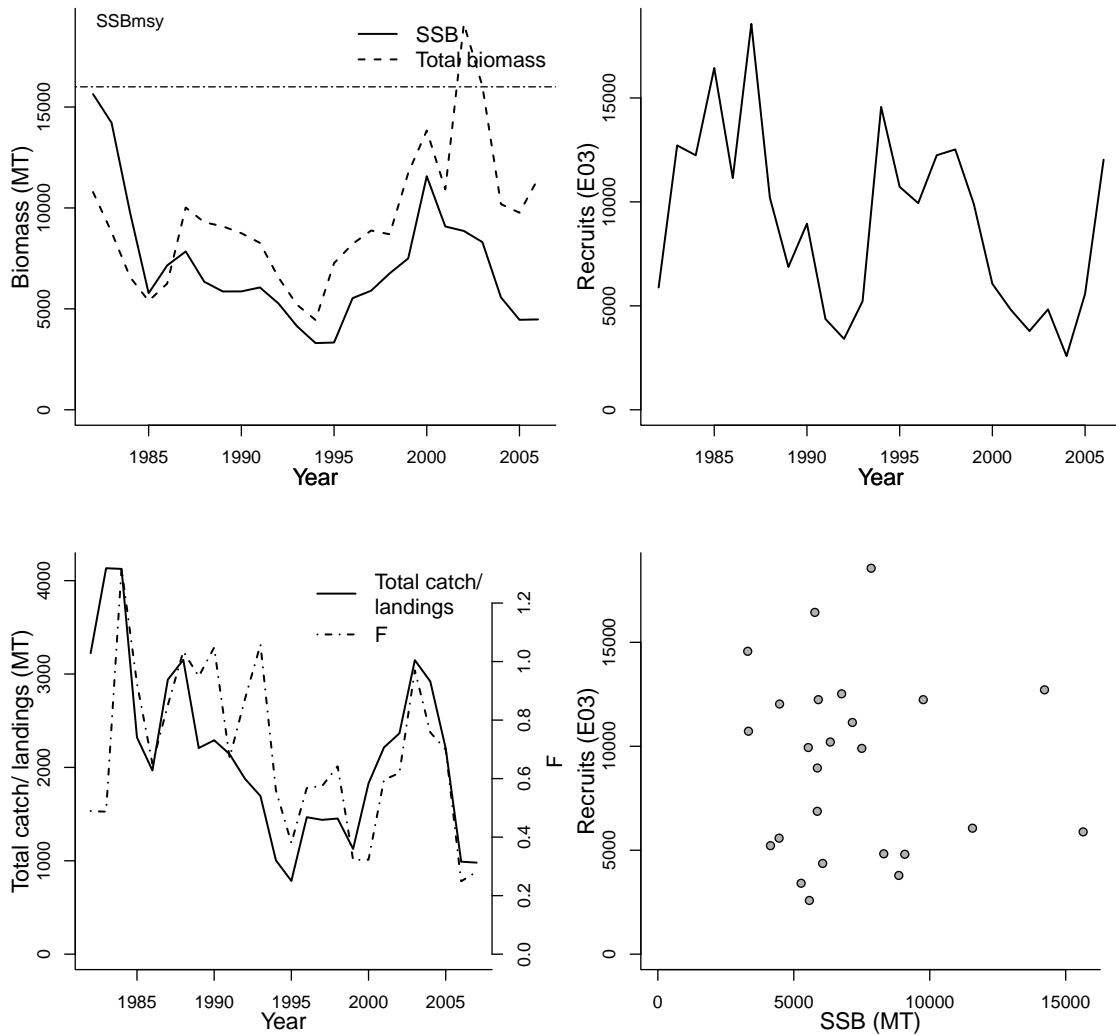 SSBmsy
SSB
Total biomass
Biomass (MT)
0
5000
10000
15000
1985
1990
1995
2000
2005
Year
Recruits (E03)
0
5000
10000
15000
1985
1990
1995
2000
2005
Year
Total catch/
landings
F
Total catch/ landings (MT)
0
1000
2000
3000
4000
F
0.0
0.2
0.4
0.6
0.8
1.0
1.2
1985
1990
1995
2000
2005
Year
Recruits (E03)
0
5000
10000
15000
0
5000
10000
15000
SSB (MT)